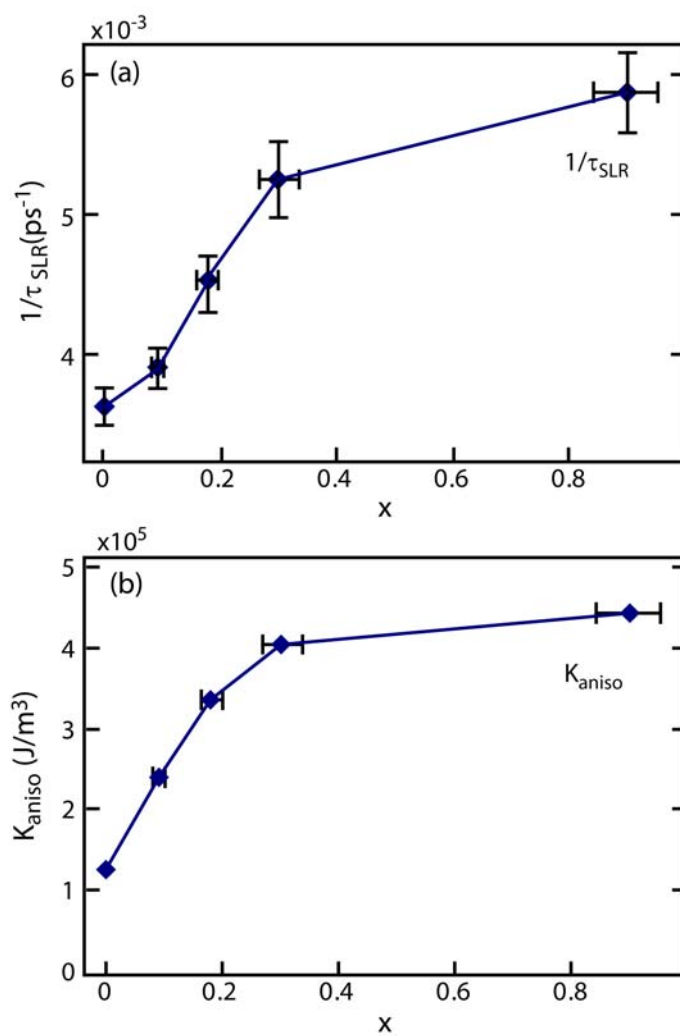 x10⁻³
(a)
6
5
4
1/τSLR(ps⁻¹)
1/τSLR
0 0.2 0.4 0.6 0.8
x
x10⁵
(b)
5
4
3
2
1
0
Kaniso (J/m³)
Kaniso
0 0.2 0.4 0.6 0.8
x